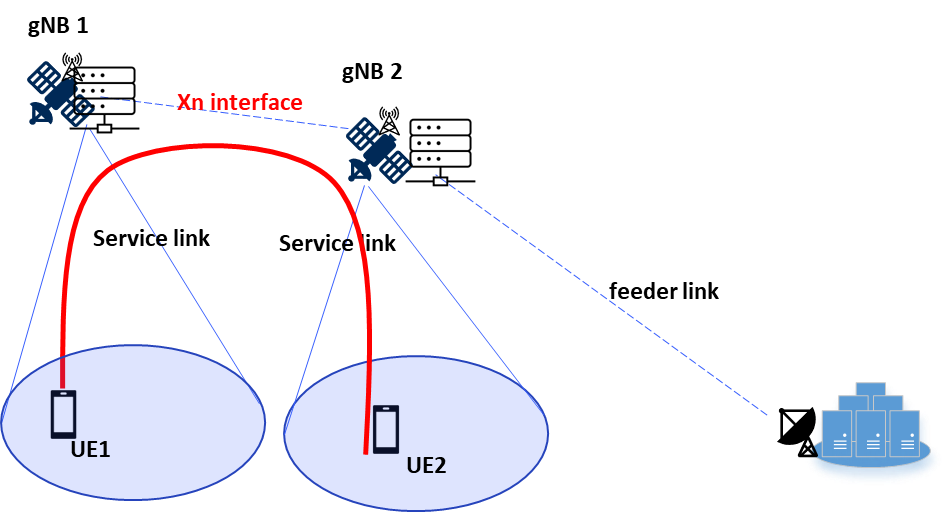 gNB 1
gNB 2
Xn interface
Service link
Service link
feeder link
UE1
UE2